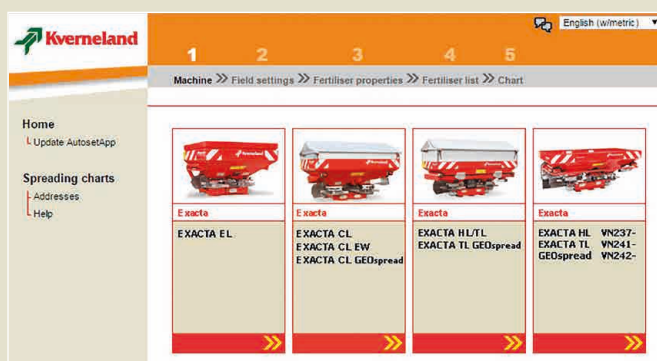 Kverneland
English (w/metric)
1 2 3 4 5
Machine >> Field settings >> Fertiliser properties >> Fertiliser list >> Chart
Home
Update AutosetApp
Spreading charts
Addresses
Help
Exacta
EXACTA EL
Exacta
EXACTA CL
EXACTA CL EW
EXACTA CL GEOspread
Exacta
EXACTA HL/TL
EXACTA TL GEOspread
Exacta
EXACTA HL VN237-
EXACTA TL VN241-
GEOspread VN242-